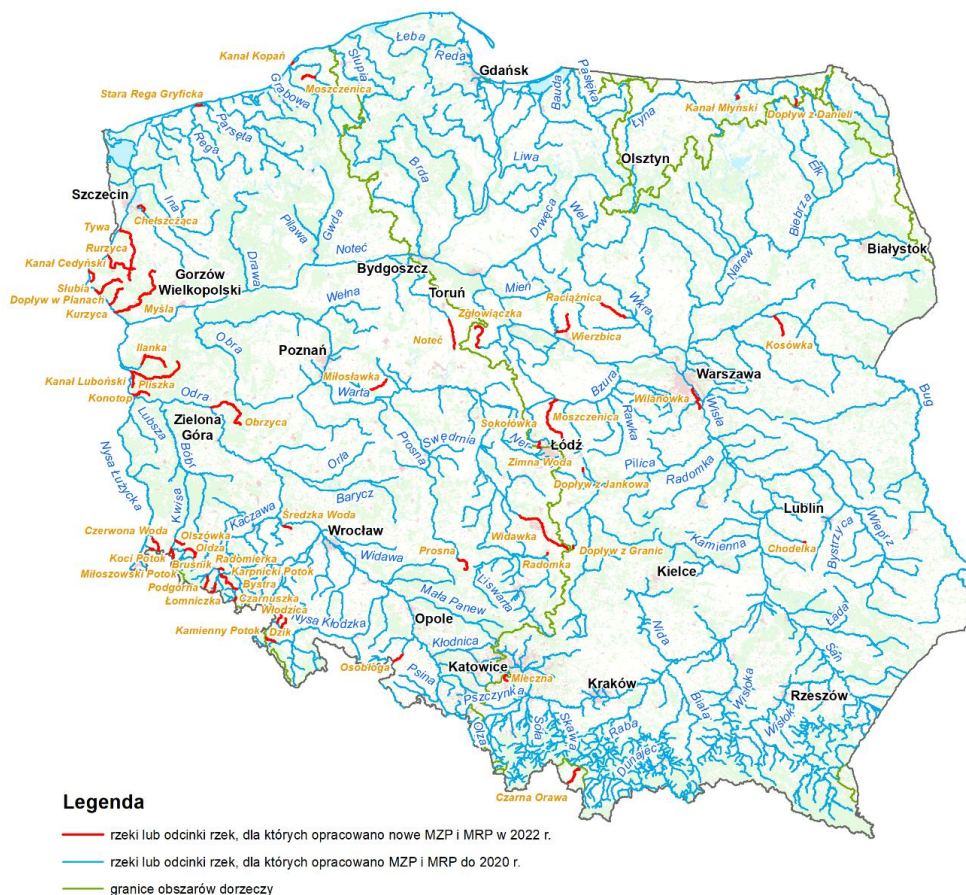 Łeba
Reda
Słupia
Kanał Kopań
Grabowa
Moszczenica
Gdańsk
Bauda
Pasłęka
Stara Rega Gryficka
Parsęta
Rega
Kanał Młyński
Dopływ z Danieli
Łyna
Olsztyn
Liwa
Brda
Ełk
Biebrza
Szczecin
Ina
Chełszcząca
Tywa
Rurzyca
Kanał Cedyński
Słubia
Dopływ w Płanach
Kurzyca
Myśla
Gorzów
Wielkopolski
Piława
Gwda
Drawa
Noteć
Bydgoszcz
Drwęca
Wel
Narew
Białystok
Toruń
Mień
Wełna
Raciążnica
Wkra
Zgłowiączka
Wierzbica
Noteć
Kosówka
Ilanka
Obra
Poznań
Kanał Luboński
Pliszka
Konotop
Miłosławka
Warta
Warszawa
Bzura
Wilanówka
Wisła
Bug
Odra
Zielona
Góra
Obrzyca
Lubsza
Bóbr
Nysa Łużycka
Moszczenica
Sokołówka
Rawka
Swędrnia
Prosna
Ner
Łódź
Zimna Woda
Pilica
Radomka
Dopływ z Jankowa
Orla
Barycz
Kwisa
Kaczawa
Średzka Woda
Wrocław
Widawa
Lublin
Wieprz
Bystrzyca
Chodelka
Kamienna
Kielce
Widawka
Dopływ z Granic
Radomka
Prosna
Liswarta
Czerwona Woda
Olszówka
Koci Potok
Oldza
Bruśnik
Radomierka
Miłoszowski Potok
Karpnicki Potok
Podgórna
Bystra
Łomniczka
Czarnuszka
Włodzica
Mała Panew
Nysa Kłodzka
Opole
Kamienny Potok
Dzik
Kłodnica
Osobłoga
Psina
Katowice
Mleczna
Pszczynka
Olza
Kraków
Nida
Łada
San
Rzeszów
Wisłoka
Wisłok
Biała
Soła
Skawa
Raba
Dunajec
Czarna Orawa
Legenda
rzeki lub odcinki rzek, dla których opracowano nowe MZP i MRP w 2022 r.
rzeki lub odcinki rzek, dla których opracowano MZP i MRP do 2020 r.
granice obszarów dorzeczy